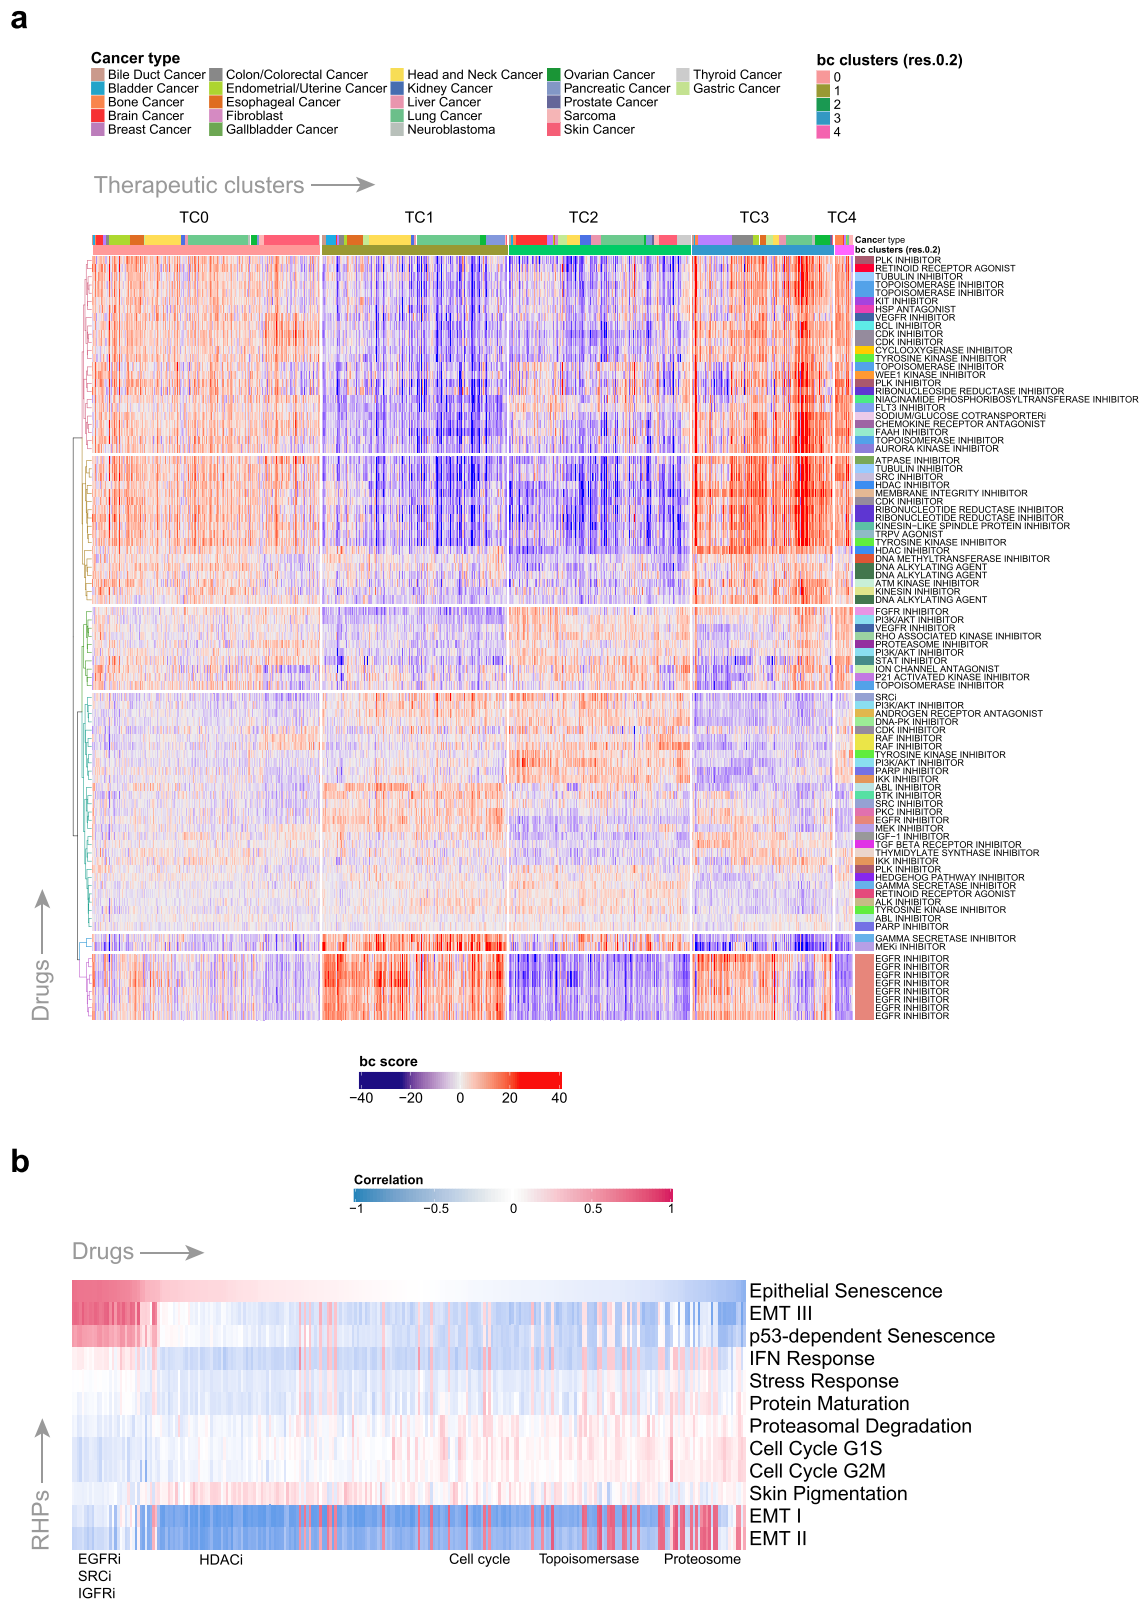 a
Cancer type
Bile Duct Cancer Colon/Colorectal Cancer Head and Neck Cancer Ovarian Cancer Thyroid Cancer
Bladder Cancer Endometrial/Uterine Cancer Kidney Cancer Pancreatic Cancer Gastric Cancer
Bone Cancer Esophageal Cancer Liver Cancer Prostate Cancer
Brain Cancer Fibroblast Lung Cancer Sarcoma
Breast Cancer Gallbladder Cancer Neuroblastoma Skin Cancer
bc clusters (res.0.2)
0
1
2
3
4
Therapeutic clusters
TC0 TC1 TC2 TC3 TC4
Cancer type
bc clusters (res.0.2)
PLK INHIBITOR
RETINOID RECEPTOR AGONIST
TUBULIN INHIBITOR
TOPOISOMERASE INHIBITOR
TOPOISOMERASE INHIBITOR
KIT INHIBITOR
HSP ANTAGONIST
VEGFR INHIBITOR
BCL INHIBITOR
CDK INHIBITOR
CDK INHIBITOR
CYCLOOXYGENASE INHIBITOR
TYROSINE KINASE INHIBITOR
TOPOISOMERASE INHIBITOR
WEE1 KINASE INHIBITOR
PLK INHIBITOR
RIBONUCLEOSIDE REDUCTASE INHIBITOR
NIACINAMIDE PHOSPHORIBOSYLTRANSFERASE INHIBITOR
FLT3 INHIBITOR
SODIUM/GLUCOSE COTRANSPORTERi
CHEMOKINE RECEPTOR ANTAGONIST
FAAH INHIBITOR
TOPOISOMERASE INHIBITOR
AURORA KINASE INHIBITOR
ATPASE INHIBITOR
TUBULIN INHIBITOR
SRC INHIBITOR
HDAC INHIBITOR
MEMBRANE INTEGRITY INHIBITOR
CDK INHIBITOR
RIBONUCLEOTIDE REDUCTASE INHIBITOR
RIBONUCLEOTIDE REDUCTASE INHIBITOR
KINESIN−LIKE SPINDLE PROTEIN INHIBITOR
TRPV AGONIST
TYROSINE KINASE INHIBITOR
HDAC INHIBITOR
DNA METHYLTRANSFERASE INHIBITOR
DNA ALKYLATING AGENT
DNA ALKYLATING AGENT
ATM KINASE INHIBITOR
KINESIN INHIBITOR
DNA ALKYLATING AGENT
FGFR INHIBITOR
PI3K/AKT INHIBITOR
VEGFR INHIBITOR
RHO ASSOCIATED KINASE INHIBITOR
PROTEASOME INHIBITOR
PI3K/AKT INHIBITOR
STAT INHIBITOR
ION CHANNEL ANTAGONIST
P21 ACTIVATED KINASE INHIBITOR
TOPOISOMERASE INHIBITOR
SRCi
PI3K/AKT INHIBITOR
ANDROGEN RECEPTOR ANTAGONIST
DNA-PK INHIBITOR
CDK IINHIBITOR
RAF INHIBITOR
RAF INHIBITOR
TYROSINE KINASE INHIBITOR
PI3K/AKT INHIBITOR
PARP INHIBITOR
IKK INHIBITOR
ABL INHIBITOR
BTK INHIBITOR
SRC INHIBITOR
PKC INHIBITOR
EGFR INHIBITOR
MEK INHIBITOR
IGF−1 INHIBITOR
TGF BETA RECEPTOR INHIBITOR
THYMIDYLATE SYNTHASE INHIBITOR
IKK INHIBITOR
PLK INHIBITOR
HEDGEHOG PATHWAY INHIBITOR
GAMMA SECRETASE INHIBITOR
RETINOID RECEPTOR AGONIST
ALK INHIBITOR
TYROSINE KINASE INHIBITOR
ABL INHIBITOR
PARP INHIBITOR
GAMMA SECRETASE INHIBITOR
MEKi INHIBITOR
EGFR INHIBITOR
EGFR INHIBITOR
EGFR INHIBITOR
EGFR INHIBITOR
EGFR INHIBITOR
EGFR INHIBITOR
EGFR INHIBITOR
EGFR INHIBITOR
Drugs
bc score
−40 −20 0 20 40
b
Correlation
−1 −0.5 0 0.5 1
Drugs
Epithelial Senescence
EMT III
p53-dependent Senescence
IFN Response
Stress Response
Protein Maturation
Proteasomal Degradation
Cell Cycle G1S
Cell Cycle G2M
Skin Pigmentation
EMT I
EMT II
RHPs
EGFRi HDACi Cell cycle Topoisomersase Proteosome
SRCi
IGFRi